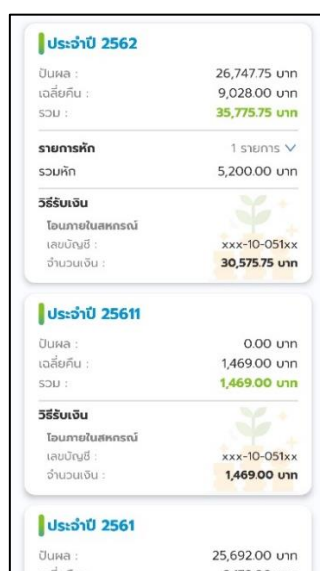 ประจำปี 2562
ปันผล : 26,747.75 บาท
เฉลี่ยคืน : 9,028.00 บาท
รวม : 35,775.75 บาท
รายการหัก 1 รายการ
รวมหัก 5,200.00 บาท
วิธีรับเงิน
โอนภายในสหกรณ์
เลขบัญชี : xxx-10-051xx
จำนวนเงิน : 30,575.75 บาท
ประจำปี 25611
ปันผล : 0.00 บาท
เฉลี่ยคืน : 1,469.00 บาท
รวม : 1,469.00 บาท
วิธีรับเงิน
โอนภายในสหกรณ์
เลขบัญชี : xxx-10-051xx
จำนวนเงิน : 1,469.00 บาท
ประจำปี 2561
ปันผล : 25,692.00 บาท